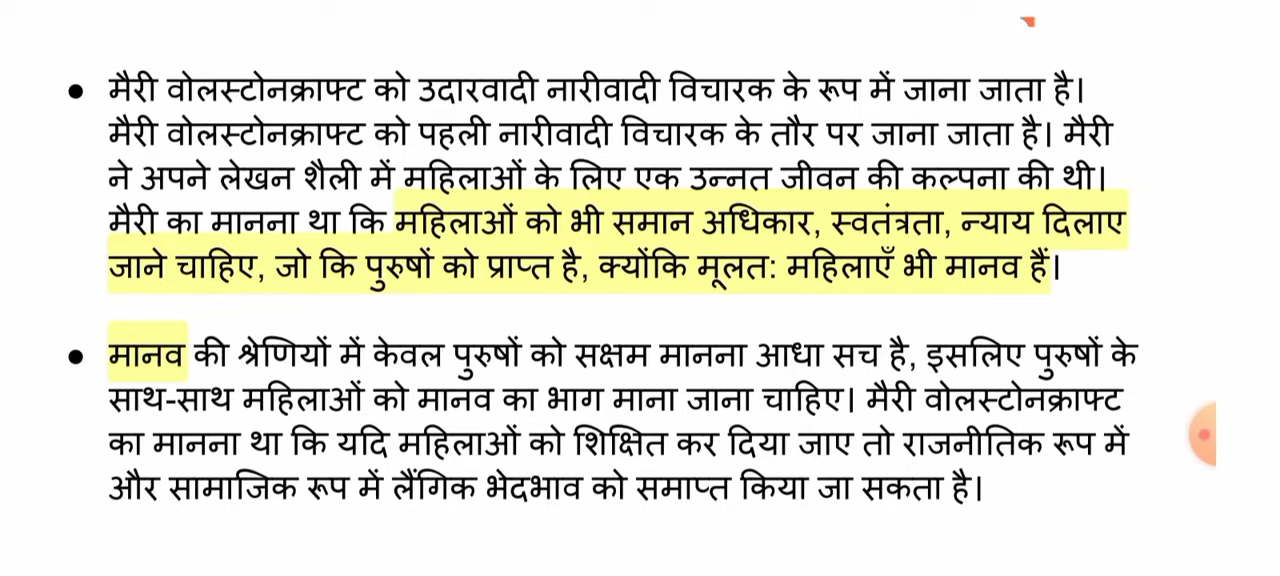 ● मैरी वोलस्टोनक्राफ्ट को उदारवादी नारीवादी विचारक के रूप में जाना जाता है।
मैरी वोलस्टोनक्राफ्ट को पहली नारीवादी विचारक के तौर पर जाना जाता है। मैरी
ने अपने लेखन शैली में महिलाओं के लिए एक उन्नत जीवन की कल्पना की थी।
मैरी का मानना था कि महिलाओं को भी समान अधिकार, स्वतंत्रता, न्याय दिलाए
जाने चाहिए, जो कि पुरुषों को प्राप्त है, क्योंकि मूलत: महिलाएँ भी मानव हैं।
● मानव की श्रेणियों में केवल पुरुषों को सक्षम मानना आधा सच है, इसलिए पुरुषों के
साथ-साथ महिलाओं को मानव का भाग माना जाना चाहिए। मैरी वोलस्टोनक्राफ्ट
का मानना था कि यदि महिलाओं को शिक्षित कर दिया जाए तो राजनीतिक रूप में
और सामाजिक रूप में लैंगिक भेदभाव को समाप्त किया जा सकता है।